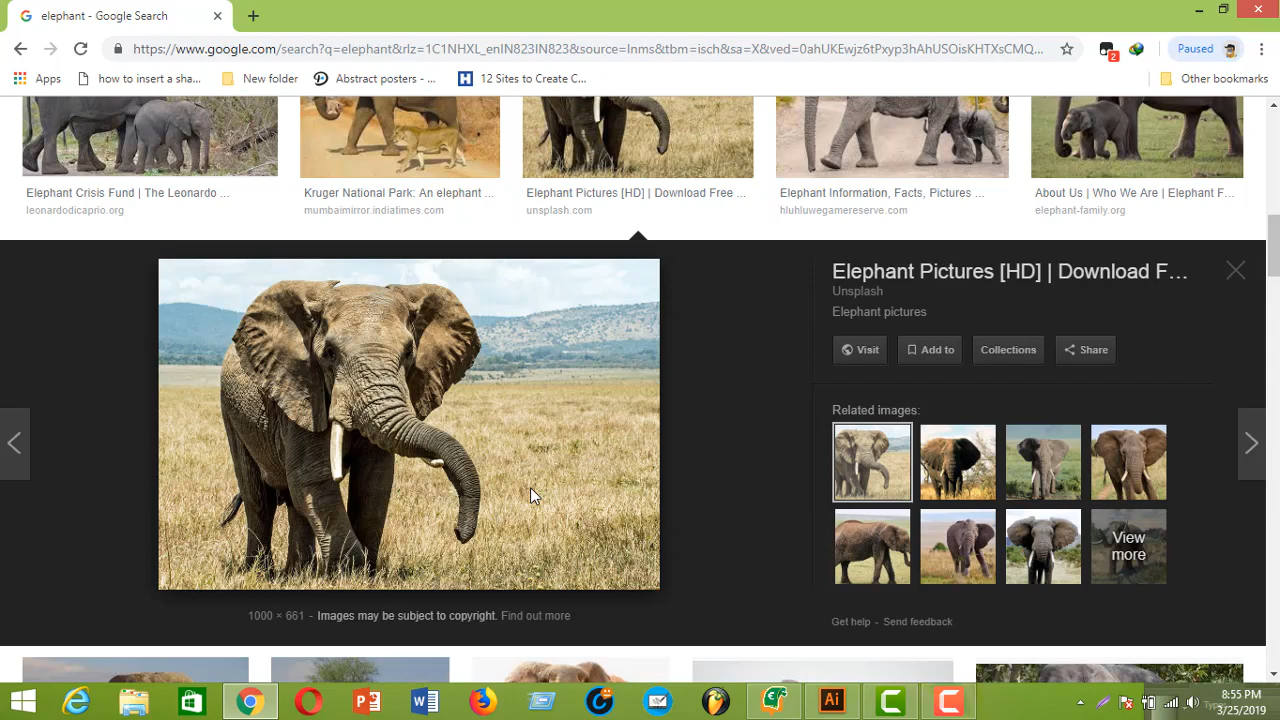 elephant - Google Search
https://www.google.com/search?q=elephant&rlz=1C1NHXL_enIN823IN823&source=lnms&tbm=isch&sa=X&ved=0ahUKEwjz6tPxyp3hAhUSOisKHTXsCMQ...
2
Paused
Apps
how to insert a sha...
New folder
Abstract posters - ...
H
12 Sites to Create C...
Other bookmarks
Elephant Crisis Fund | The Leonardo ...
Kruger National Park: An elephant ...
Elephant Pictures [HD] | Download Free ...
Elephant Information, Facts, Pictures ...
About Us | Who We Are | Elephant F...
leonardodicaprio.org
mumbaimirror.indiatimes.com
unsplash.com
hluhluwegamereserve.com
elephant-family.org
Elephant Pictures [HD] | Download F...
Unsplash
Elephant pictures
Visit
Add to
Collections
Share
Related images:
View
more
1000 × 661 - Images may be subject to copyright. Find out more
Get help - Send feedback
Ai
8:55 PM
3/25/2019